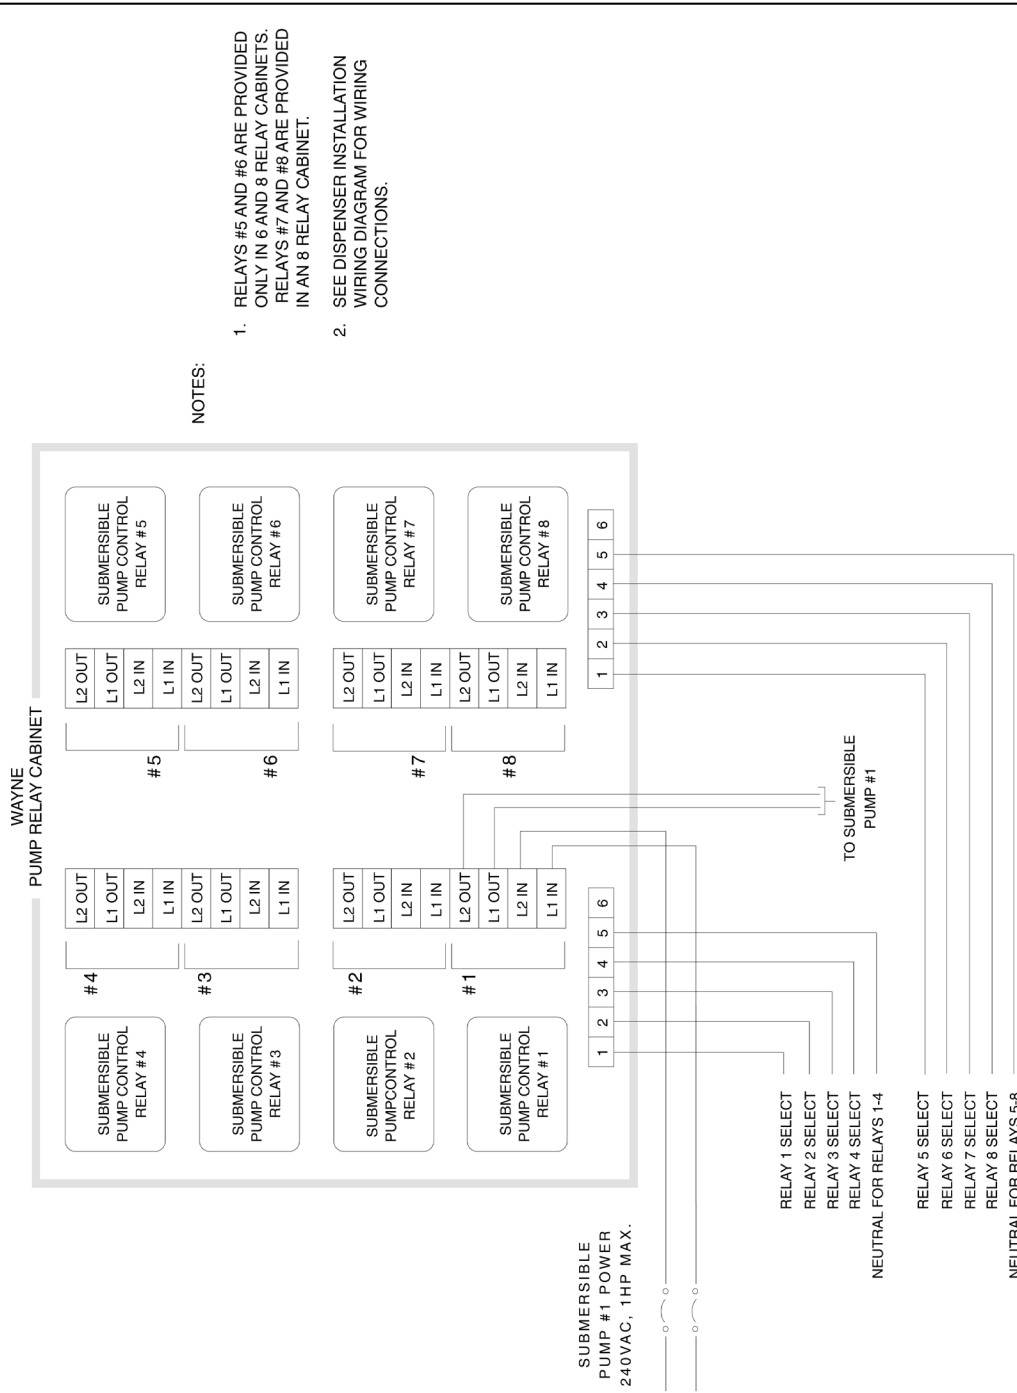 WAYNE
PUMP RELAY CABINET
SUBMERSIBLE
PUMP CONTROL
RELAY #4
SUBMERSIBLE
PUMP CONTROL
RELAY #3
SUBMERSIBLE
PUMPCONTROL
RELAY #2
SUBMERSIBLE
PUMP CONTROL
RELAY #1
#4
#3
#2
#1
L2 OUT
L1 OUT
L2 IN
L1 IN
L2 OUT
L1 OUT
L2 IN
L1 IN
L2 OUT
L1 OUT
L2 IN
L1 IN
L2 OUT
L1 OUT
L2 IN
L1 IN
1 2 3 4 5 6
#5
#6
#7
#8
L2 OUT
L1 OUT
L2 IN
L1 IN
L2 OUT
L1 OUT
L2 IN
L1 IN
L2 OUT
L1 OUT
L2 IN
L1 IN
L2 OUT
L1 OUT
L2 IN
L1 IN
SUBMERSIBLE
PUMP CONTROL
RELAY #5
SUBMERSIBLE
PUMP CONTROL
RELAY #6
SUBMERSIBLE
PUMP CONTROL
RELAY #7
SUBMERSIBLE
PUMP CONTROL
RELAY #8
1 2 3 4 5 6
SUBMERSIBLE
PUMP #1 POWER
240VAC, 1HP MAX.
TO SUBMERSIBLE
PUMP #1
RELAY 1 SELECT
RELAY 2 SELECT
RELAY 3 SELECT
RELAY 4 SELECT
NEUTRAL FOR RELAYS 1-4
RELAY 5 SELECT
RELAY 6 SELECT
RELAY 7 SELECT
RELAY 8 SELECT
NEUTRAL FOR RELAYS 5-8
NOTES:
1. RELAYS #5 AND #6 ARE PROVIDED
ONLY IN 6 AND 8 RELAY CABINETS.
RELAYS #7 AND #8 ARE PROVIDED
IN AN 8 RELAY CABINET.
2. SEE DISPENSER INSTALLATION
WIRING DIAGRAM FOR WIRING
CONNECTIONS.